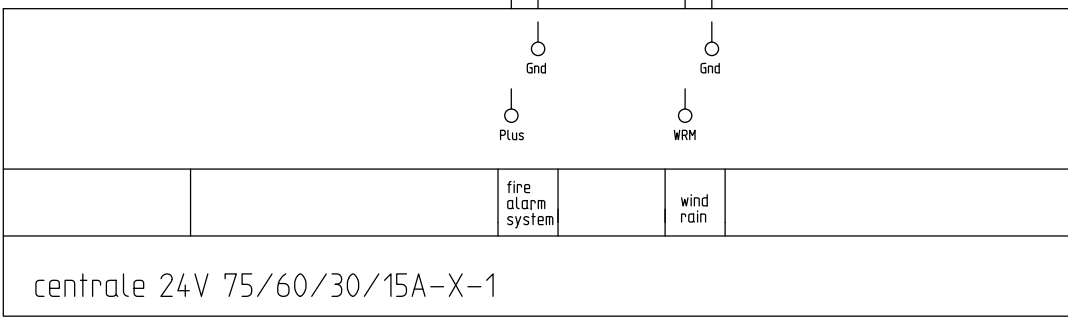 Gnd
Gnd
Plus
WRM
fire
alarm
system
wind
rain
centrale 24V 75/60/30/15A-X-1